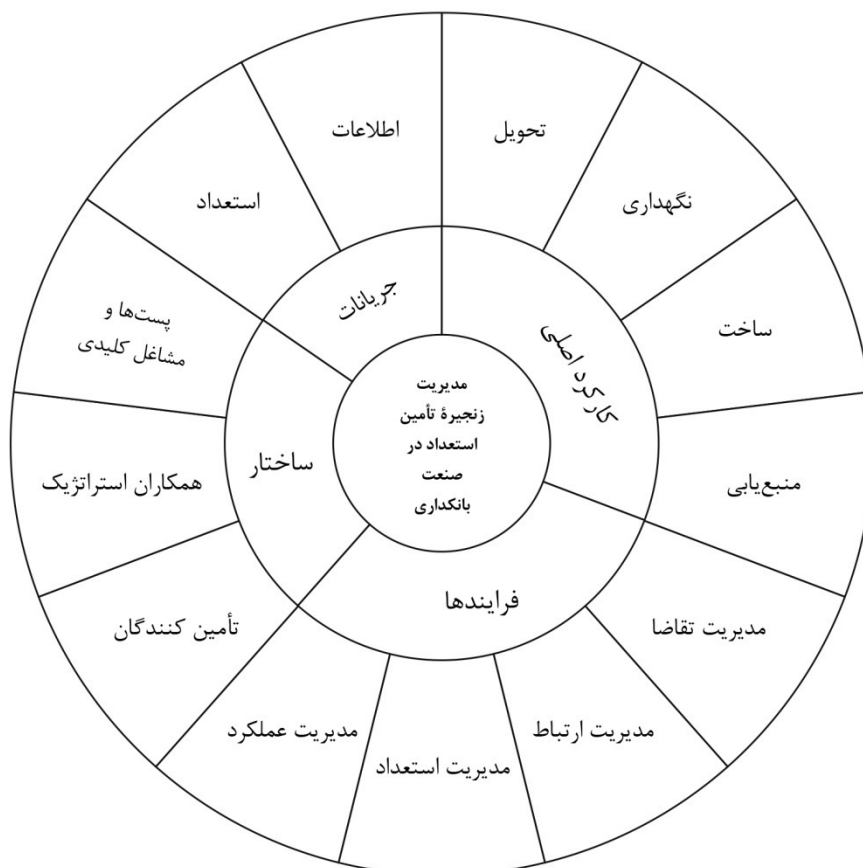 اطلاعات
تحویل
نگهداری
استعداد
جریانات
کارکرد اصلی
ساخت
پست‌ها و
مشاغل کلیدی
مدیریت
زنجیرهٔ تأمین
استعداد در
صنعت
بانکداری
ساختار
همکاران استراتژیک
منبع‌یابی
فرایندها
تأمین کنندگان
مدیریت تقاضا
مدیریت عملکرد
مدیریت استعداد
مدیریت ارتباط